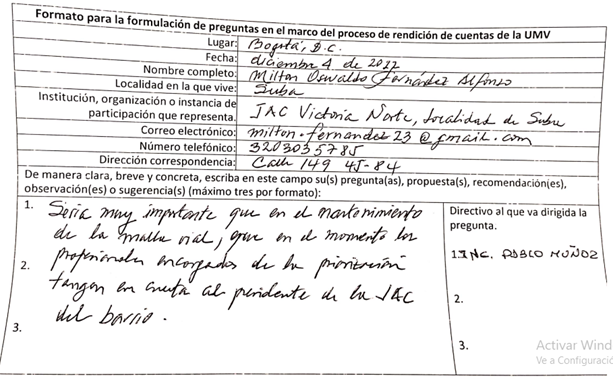 Formato para la formulación de preguntas en el marco del proceso de rendición de cuentas de la UMV
Lugar: Bogotá, D.C.
Fecha: diciembre 4 de 2017
Nombre completo: Milton Oswaldo Fernández Alfonso
Localidad en la que vive: Suba
Institución, organización o instancia de
participación que representa. JAC Victoria Norte, Localidad de Suba
Correo electrónico: milton.fernandez23@gmail.com
Número telefónico: 3203035785
Dirección correspondencia: Calle 149 45-84
De manera clara, breve y concreta, escriba en este campo su(s) pregunta(as), propuesta(s), recomendación(es),
observación(es) o sugerencia(s) (máximo tres por formato):
1. Seria muy importante que en el mantenimiento
de la malla vial, que en el momento los
2. profesionales encargados de la priorización
tengan en cuenta al presidente de la JAC
del barrio.
3.
Directivo al que va dirigida la
pregunta.
1. ING. PABLO MUÑOZ
2.
3.
Activar Wind
Ve a Configuració